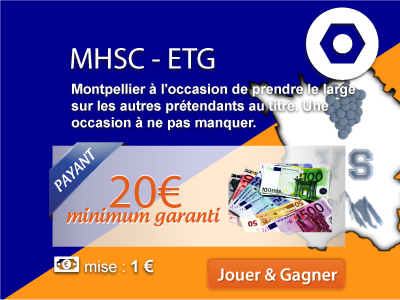 MHSC - ETG
Montpellier à l'occasion de prendre le large
sur les autres prétendants au titre. Une
occasion à ne pas manquer.
PAYANT
20€
minimum garanti
mise : 1 €
Jouer & Gagner